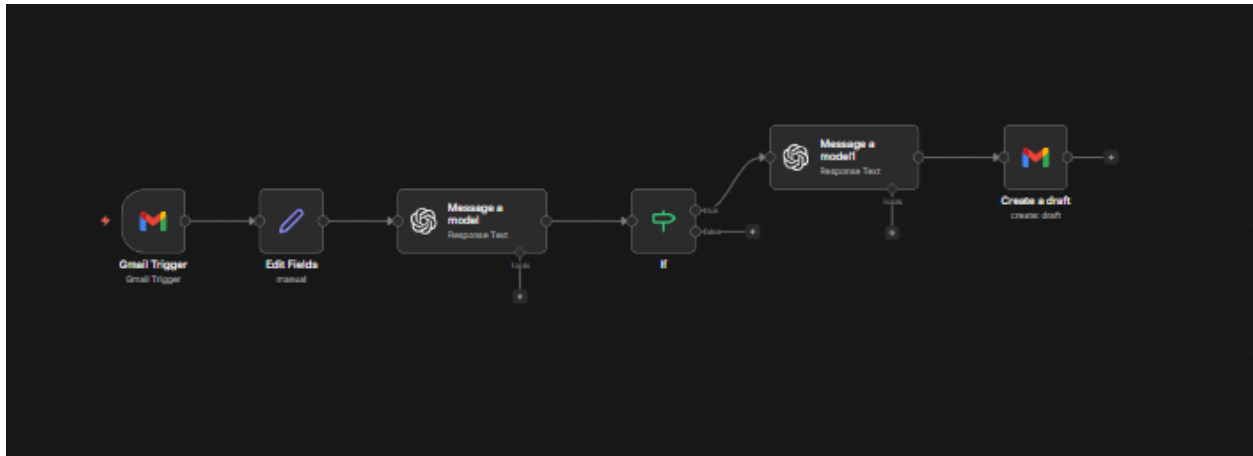 Gmail Trigger
Gmail Trigger
Edit Fields
manual
Message a
model
Response Text
Tools
If
true
false
Message a
model1
Response Text
Tools
Create a draft
create: draft